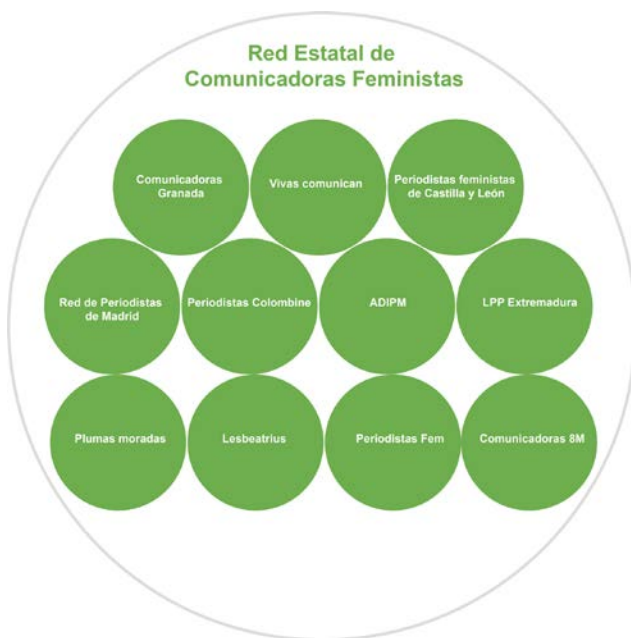 Red Estatal de
Comunicadoras Feministas
Comunicadoras
Granada
Vivas comunican
Periodistas feministas
de Castilla y León
Red de Periodistas
de Madrid
Periodistas Colombine
ADIPM
LPP Extremadura
Plumas moradas
Lesbeatrius
Periodistas Fem
Comunicadoras 8M